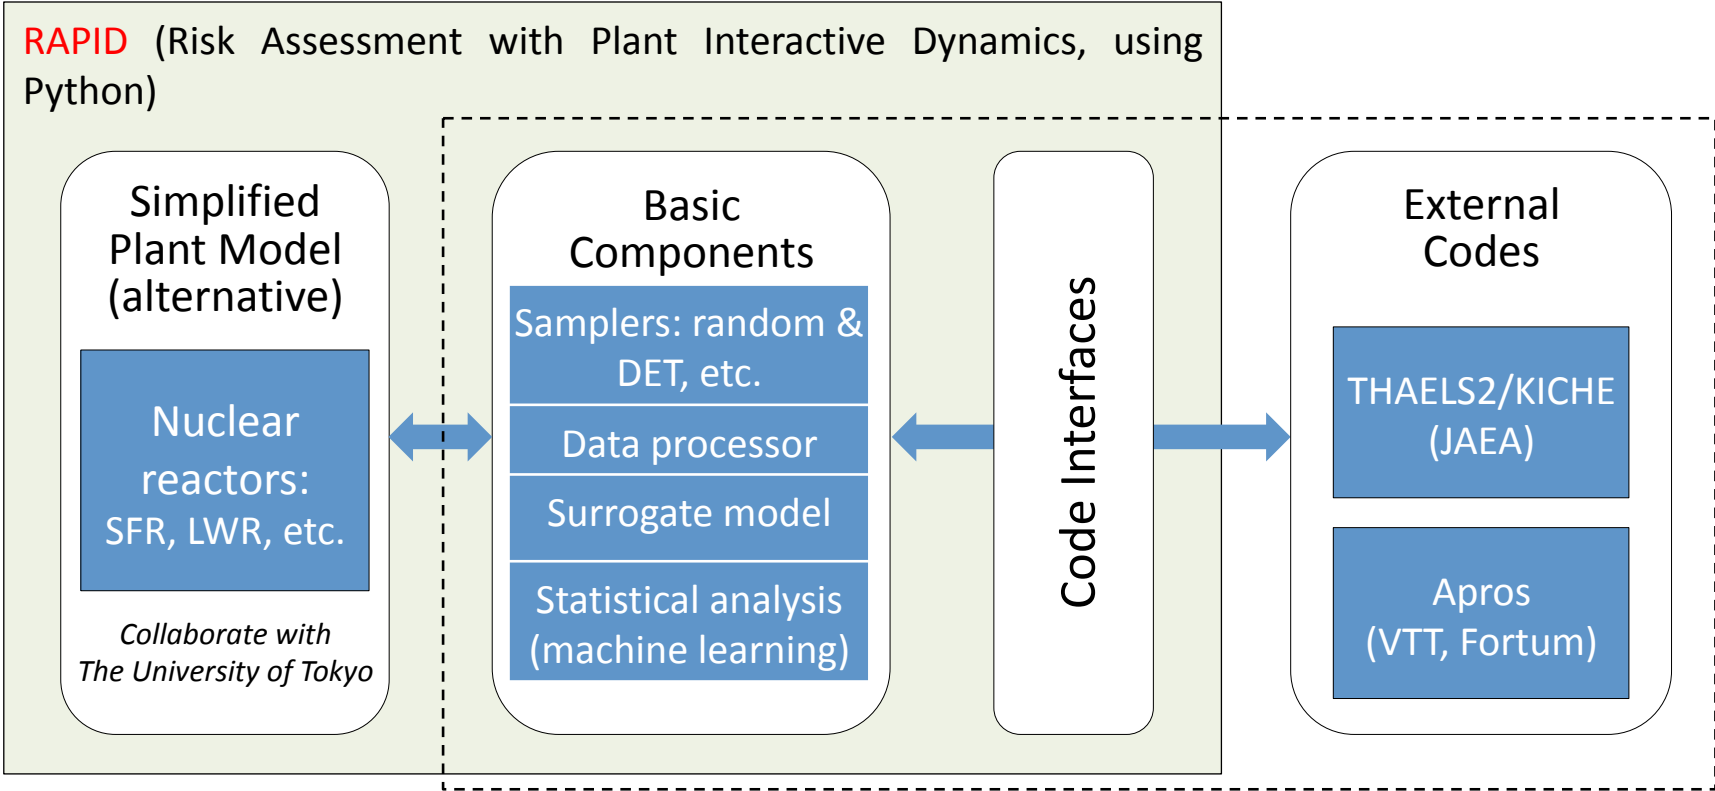 RAPID (Risk Assessment with Plant Interactive Dynamics, using
Python)
Simplified
Plant Model
(alternative)
Nuclear
reactors:
SFR, LWR, etc.
Collaborate with
The University of Tokyo
Basic
Components
Samplers: random &
DET, etc.
Data processor
Surrogate model
Statistical analysis
(machine learning)
Code Interfaces
External
Codes
THAELS2/KICHE
(JAEA)
Apros
(VTT, Fortum)